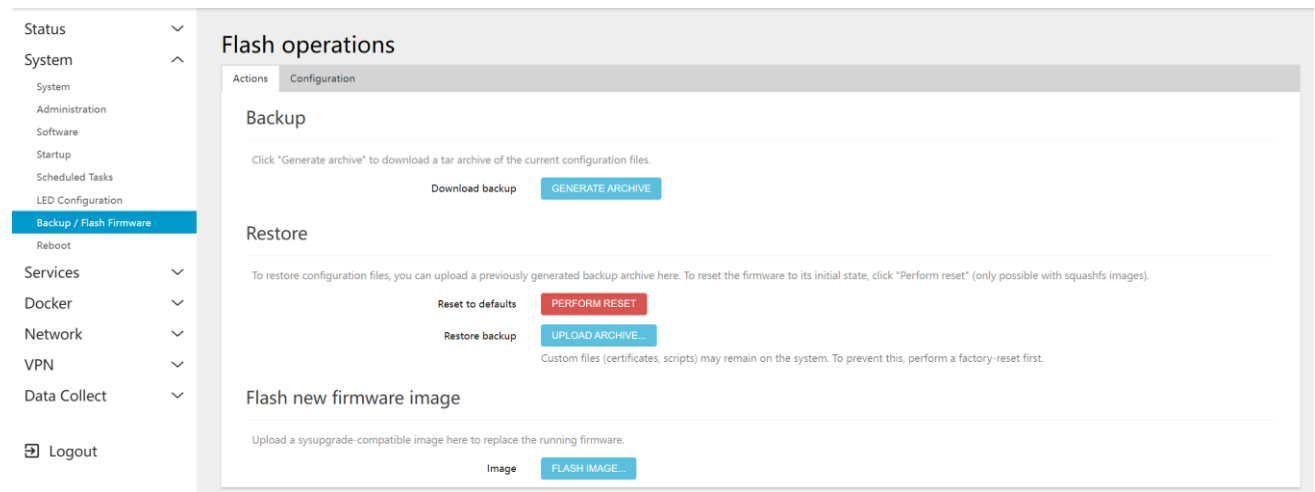 Status
System
System
Administration
Software
Startup
Scheduled Tasks
LED Configuration
Backup / Flash Firmware
Reboot
Services
Docker
Network
VPN
Data Collect
Logout
Flash operations
Actions Configuration
Backup
Click "Generate archive" to download a tar archive of the current configuration files.
Download backup GENERATE ARCHIVE
Restore
To restore configuration files, you can upload a previously generated backup archive here. To reset the firmware to its initial state, click "Perform reset" (only possible with squashfs images).
Reset to defaults PERFORM RESET
Restore backup UPLOAD ARCHIVE...
Custom files (certificates, scripts) may remain on the system. To prevent this, perform a factory-reset first.
Flash new firmware image
Upload a sysupgrade-compatible image here to replace the running firmware.
Image FLASH IMAGE...